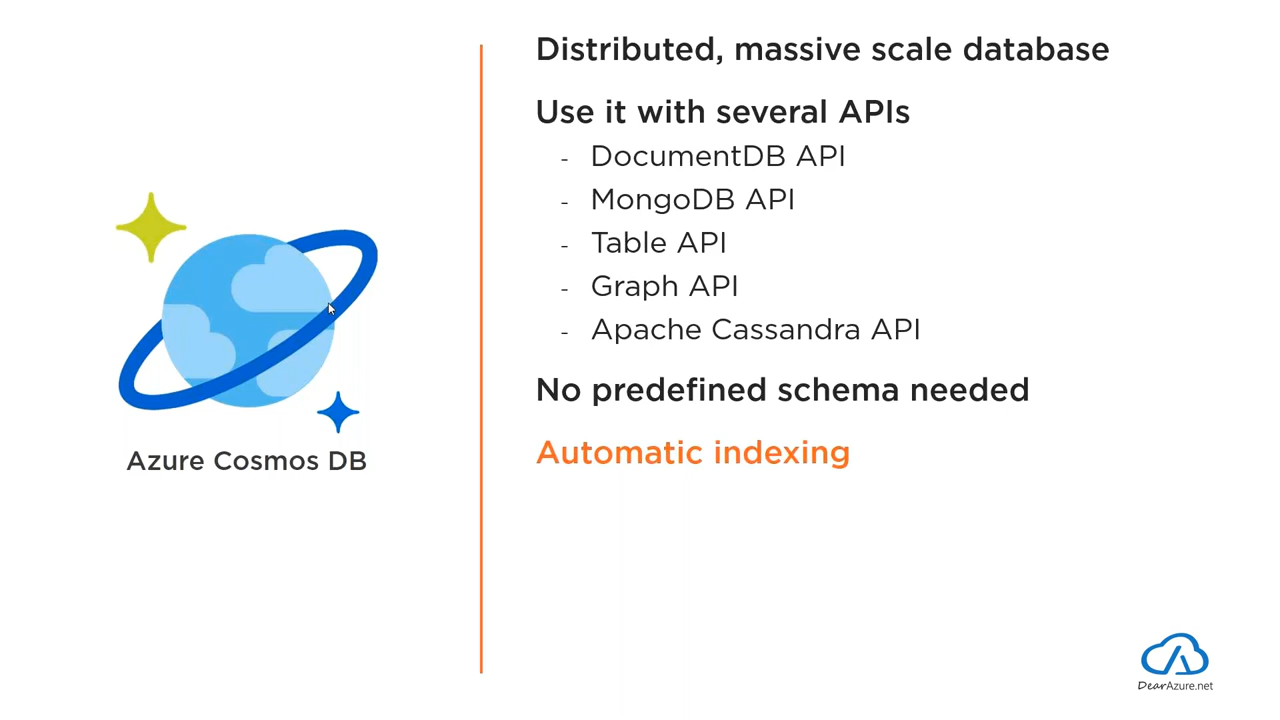 Distributed, massive scale database
Use it with several APIs
- DocumentDB API
- MongoDB API
- Table API
- Graph API
- Apache Cassandra API
No predefined schema needed
Automatic indexing
Azure Cosmos DB
DearAzure.net